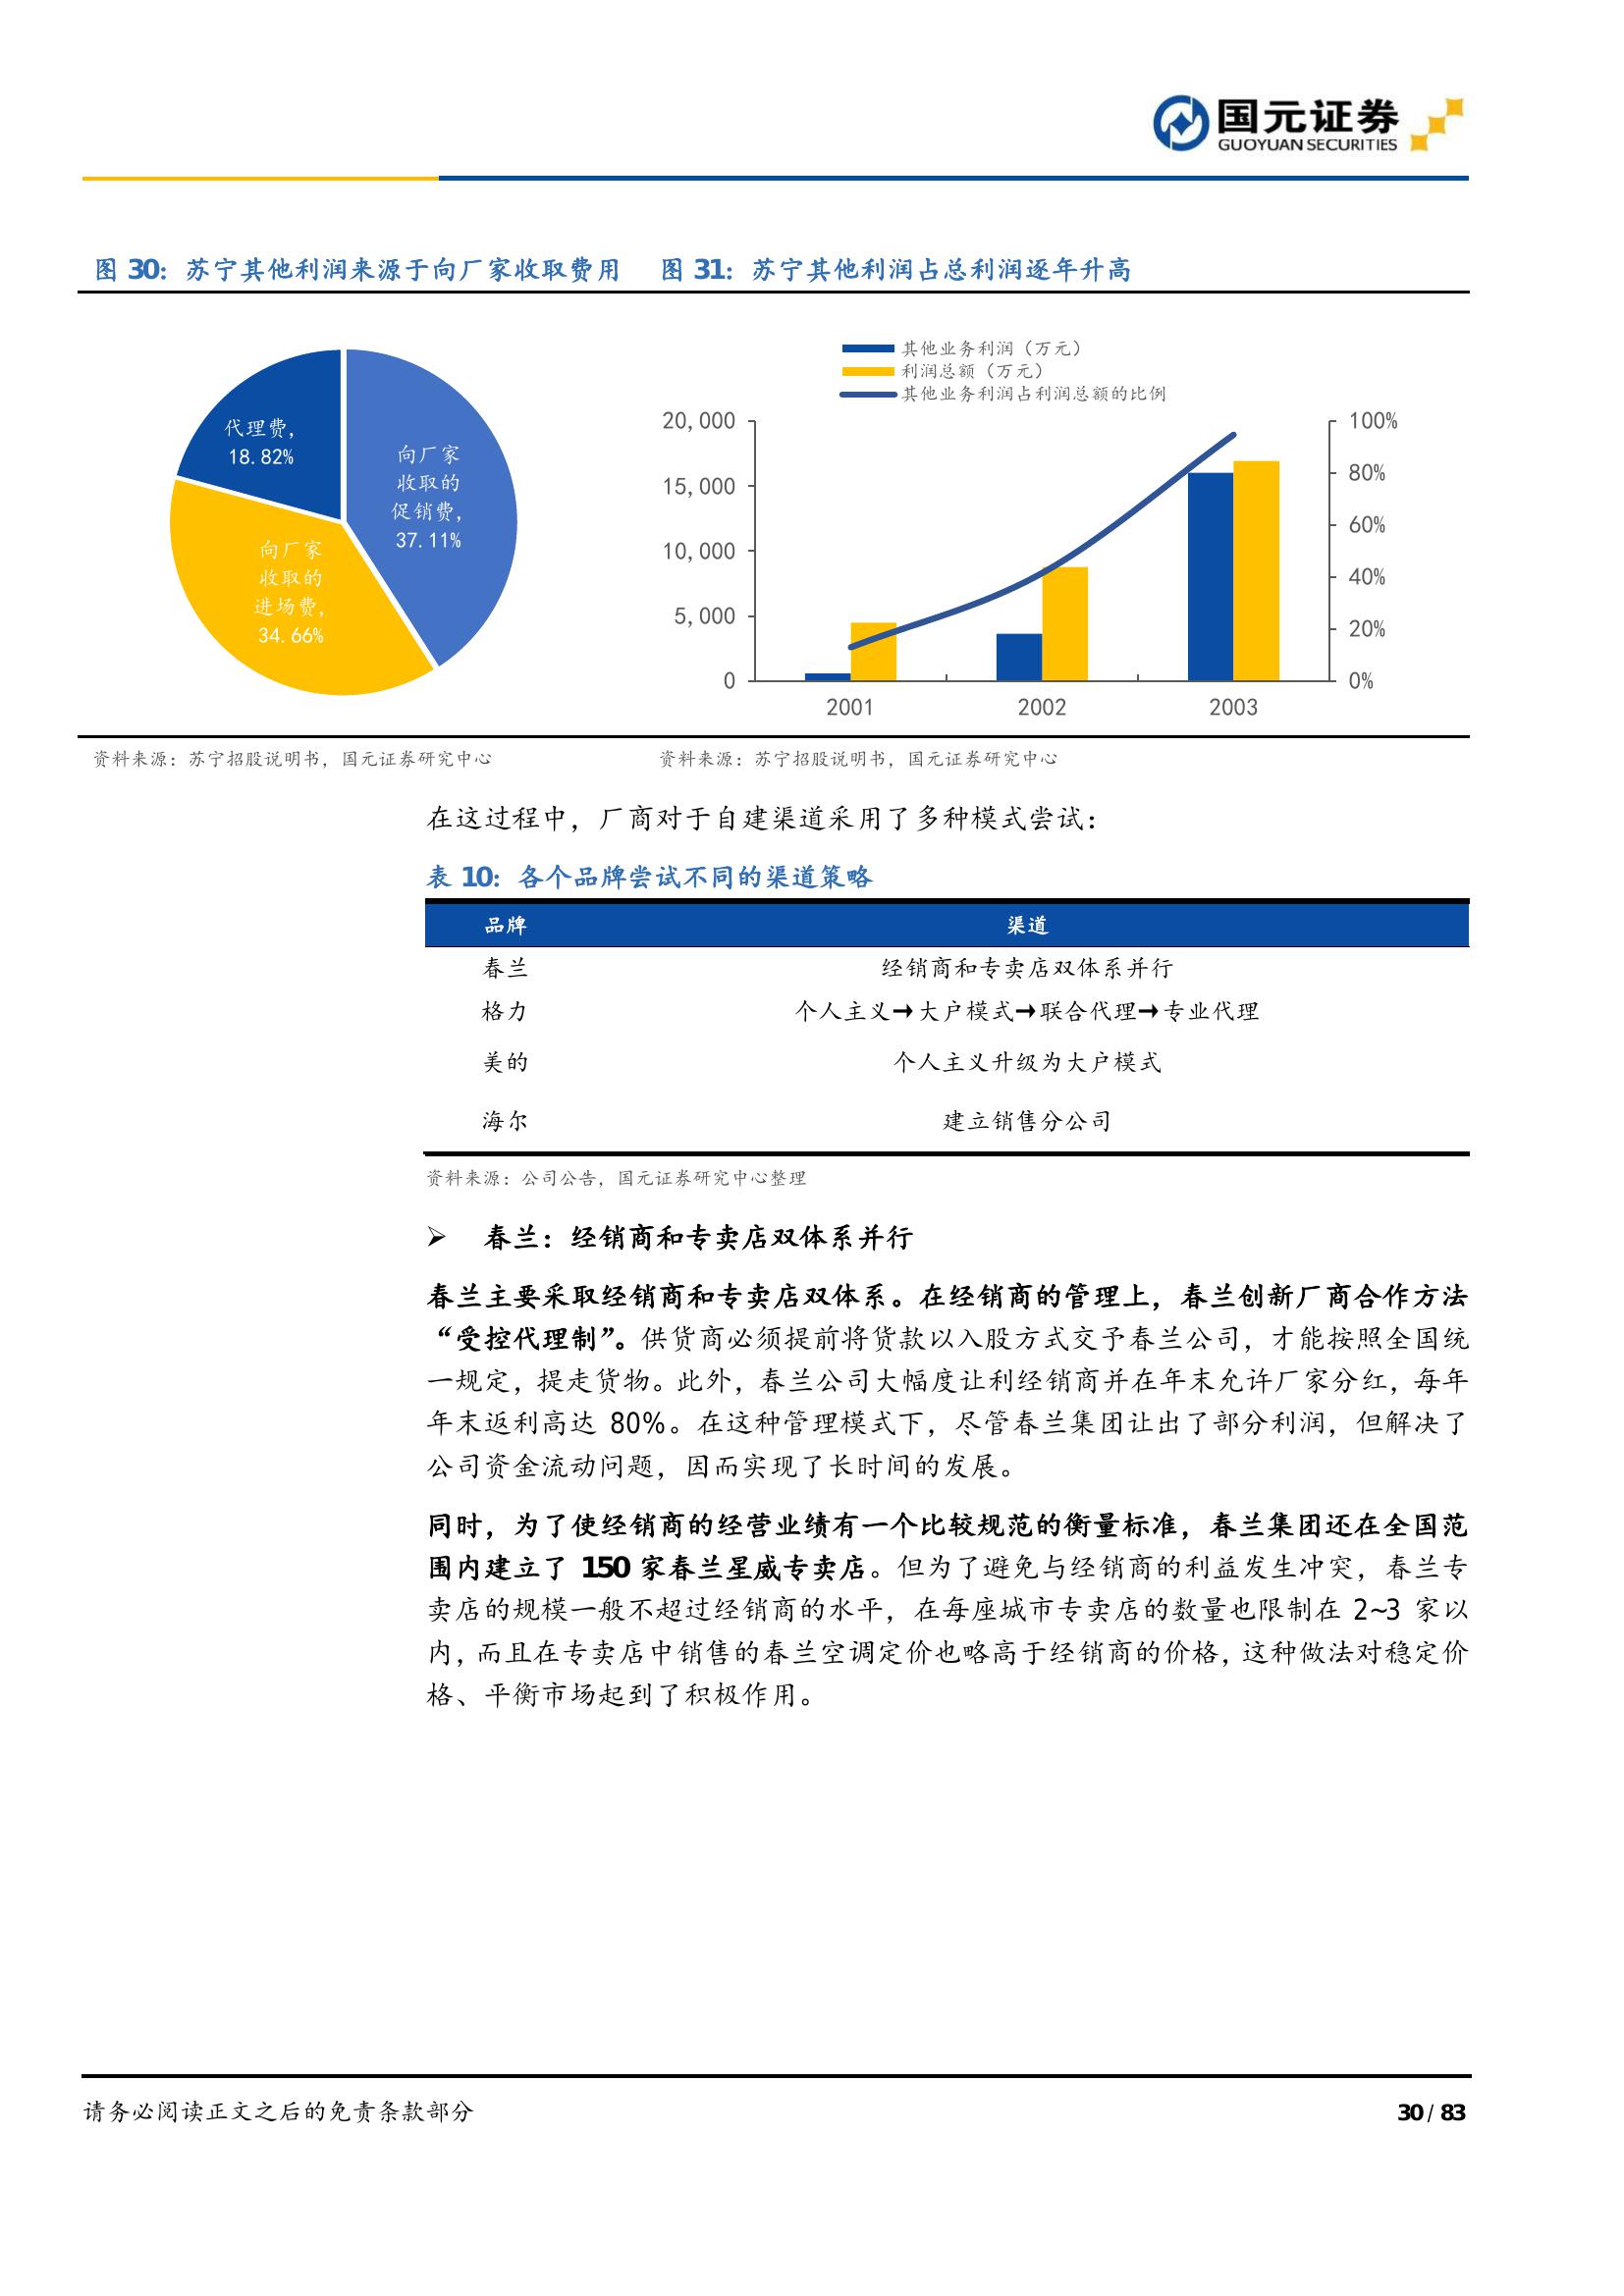 国元证券
GUOYUAN SECURITIES
图 30：苏宁其他利润来源于向厂家收取费用
代理费，
18.82%
向厂家
收取的
促销费，
37.11%
向厂家
收取的
进场费，
34.66%
资料来源：苏宁招股说明书，国元证券研究中心
图 31：苏宁其他利润占总利润逐年升高
其他业务利润（万元）
利润总额（万元）
其他业务利润占利润总额的比例
20,000
15,000
10,000
5,000
0
100%
80%
60%
40%
20%
0%
2001 2002 2003
资料来源：苏宁招股说明书，国元证券研究中心
在这过程中，厂商对于自建渠道采用了多种模式尝试：
表 10：各个品牌尝试不同的渠道策略
品牌 渠道
春兰 经销商和专卖店双体系并行
格力 个人主义→大户模式→联合代理→专业代理
美的 个人主义升级为大户模式
海尔 建立销售分公司
资料来源：公司公告，国元证券研究中心整理
➢ 春兰：经销商和专卖店双体系并行
春兰主要采取经销商和专卖店双体系。在经销商的管理上，春兰创新厂商合作方法
“受控代理制”。供货商必须提前将货款以入股方式交予春兰公司，才能按照全国统
一规定，提走货物。此外，春兰公司大幅度让利经销商并在年末允许厂家分红，每年
年末返利高达 80%。在这种管理模式下，尽管春兰集团让出了部分利润，但解决了
公司资金流动问题，因而实现了长时间的发展。
同时，为了使经销商的经营业绩有一个比较规范的衡量标准，春兰集团还在全国范
围内建立了 150 家春兰星威专卖店。但为了避免与经销商的利益发生冲突，春兰专
卖店的规模一般不超过经销商的水平，在每座城市专卖店的数量也限制在 2~3 家以
内，而且在专卖店中销售的春兰空调定价也略高于经销商的价格，这种做法对稳定价
格、平衡市场起到了积极作用。
请务必阅读正文之后的免责条款部分
30 / 83